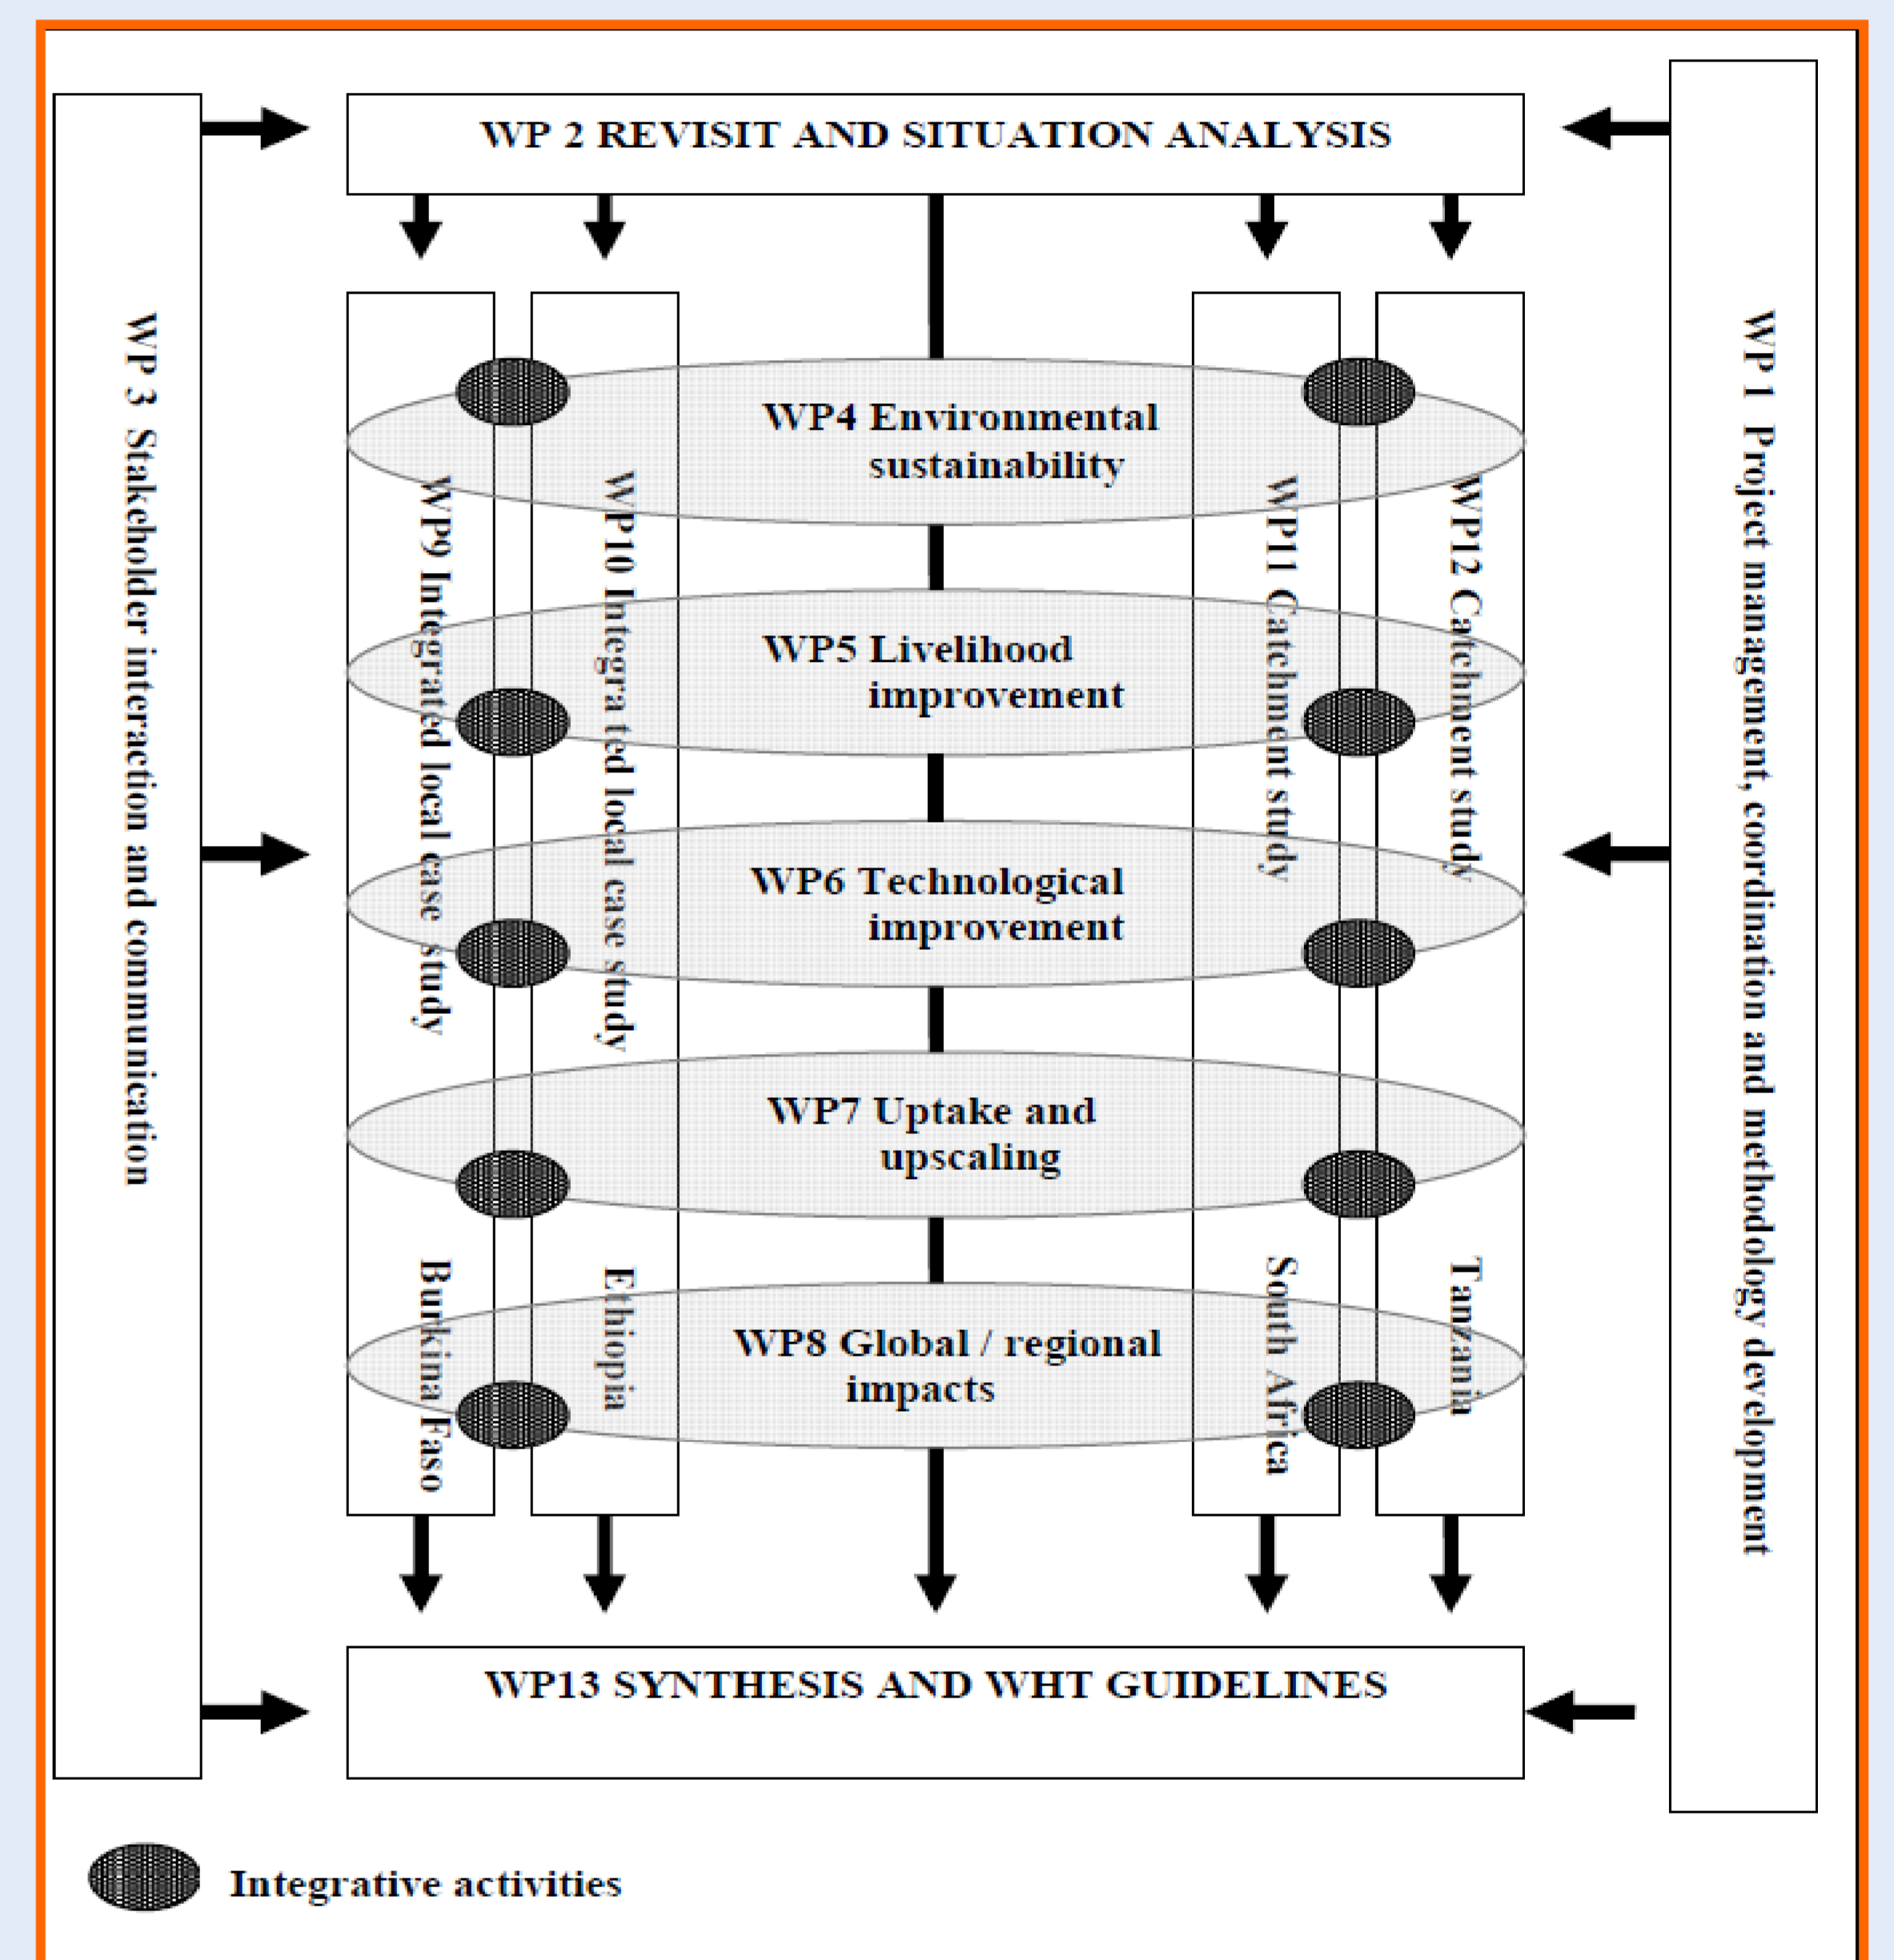 WP 2 REVISIT AND SITUATION ANALYSIS
WP 3 Stakeholder interaction and communication
WP 1 Project management, coordination and methodology development
WP9 Integrated local case study
Burkina Faso
WP10 Integra ted local case study
Ethiopia
WP4 Environmental
sustainability
WP5 Livelihood
improvement
WP6 Technological
improvement
WP7 Uptake and
upscaling
WP8 Global / regional
impacts
WP11 Catchment study
South Africa
WP12 Catchment study
Tanzania
WP13 SYNTHESIS AND WHT GUIDELINES
Integrative activities